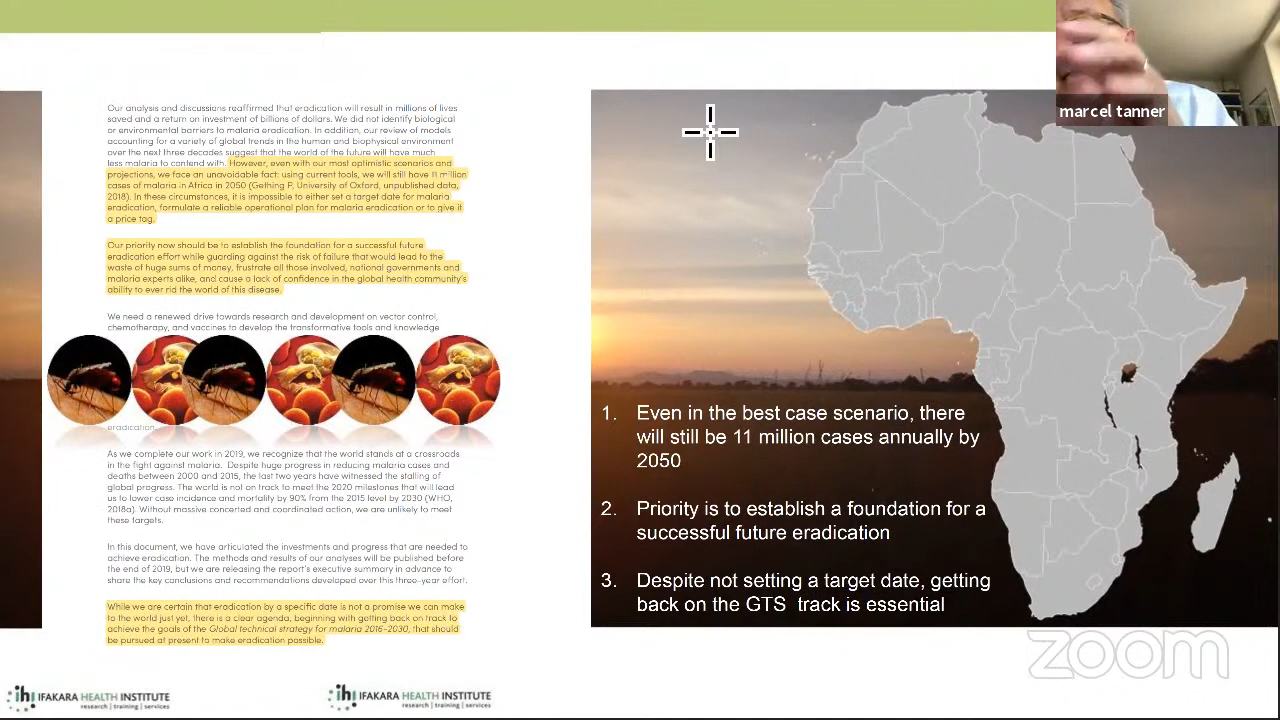 Our analysis and discussions reaffirmed that eradication will result in millions of lives
saved and a return on investment of billions of dollars. We did not identify biological
or environmental barriers to malaria eradication. In addition, our review of models
accounting for a variety of global trends in the human and biophysical environment
over the next three decades suggest that the world of the future will have much
less malaria to contend with. However, even with our most optimistic scenarios and
projections, we face an unavoidable fact: using current tools, we will still have 11 million
cases of malaria in Africa in 2050 (Gething P, University of Oxford, unpublished data,
2018). In these circumstances, it is impossible to either set a target date for malaria
eradication, formulate a reliable operational plan for malaria eradication or to give it
a price tag.
Our priority now should be to establish the foundation for a successful future
eradication effort while guarding against the risk of failure that would lead to the
waste of huge sums of money, frustrate all those involved, national governments and
malaria experts alike, and cause a lack of confidence in the global health community's
ability to ever rid the world of this disease.
We need a renewed drive towards research and development on vector control,
chemotherapy, and vaccines to develop the transformative tools and knowledge
eradication.
As we complete our work in 2019, we recognize that the world stands at a crossroads
in the fight against malaria. Despite huge progress in reducing malaria cases and
deaths between 2000 and 2015, the last two years have witnessed the stalling of
global progress. The world is not on track to meet the 2020 milestones that will lead
us to lower case incidence and mortality by 90% from the 2015 level by 2030 (WHO,
2018a). Without massive concerted and coordinated action, we are unlikely to meet
these targets.
In this document, we have articulated the investments and progress that are needed to
achieve eradication. The methods and results of our analyses will be published before
the end of 2019, but we are releasing the report's executive summary in advance to
share the key conclusions and recommendations developed over this three-year effort.
While we are certain that eradication by a specific date is not a promise we can make
to the world just yet, there is a clear agenda, beginning with getting back on track to
achieve the goals of the Global technical strategy for malaria 2016-2030, that should
be pursued at present to make eradication possible.
ihi IFAKARA HEALTH INSTITUTE
research | training | services
ihi IFAKARA HEALTH INSTITUTE
research | training | services
marcel tanner
1. Even in the best case scenario, there
will still be 11 million cases annually by
2050
2. Priority is to establish a foundation for a
successful future eradication
3. Despite not setting a target date, getting
back on the GTS track is essential
zoom